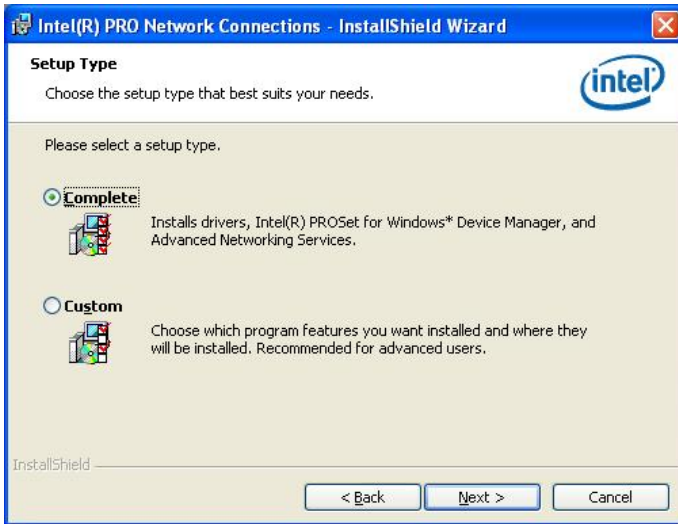 Intel(R) PRO Network Connections - InstallShield Wizard
Setup Type
Choose the setup type that best suits your needs.
intel
Please select a setup type.
Complete
Installs drivers, Intel(R) PROSet for Windows* Device Manager, and
Advanced Networking Services.
Custom
Choose which program features you want installed and where they
will be installed. Recommended for advanced users.
InstallShield
< Back
Next >
Cancel